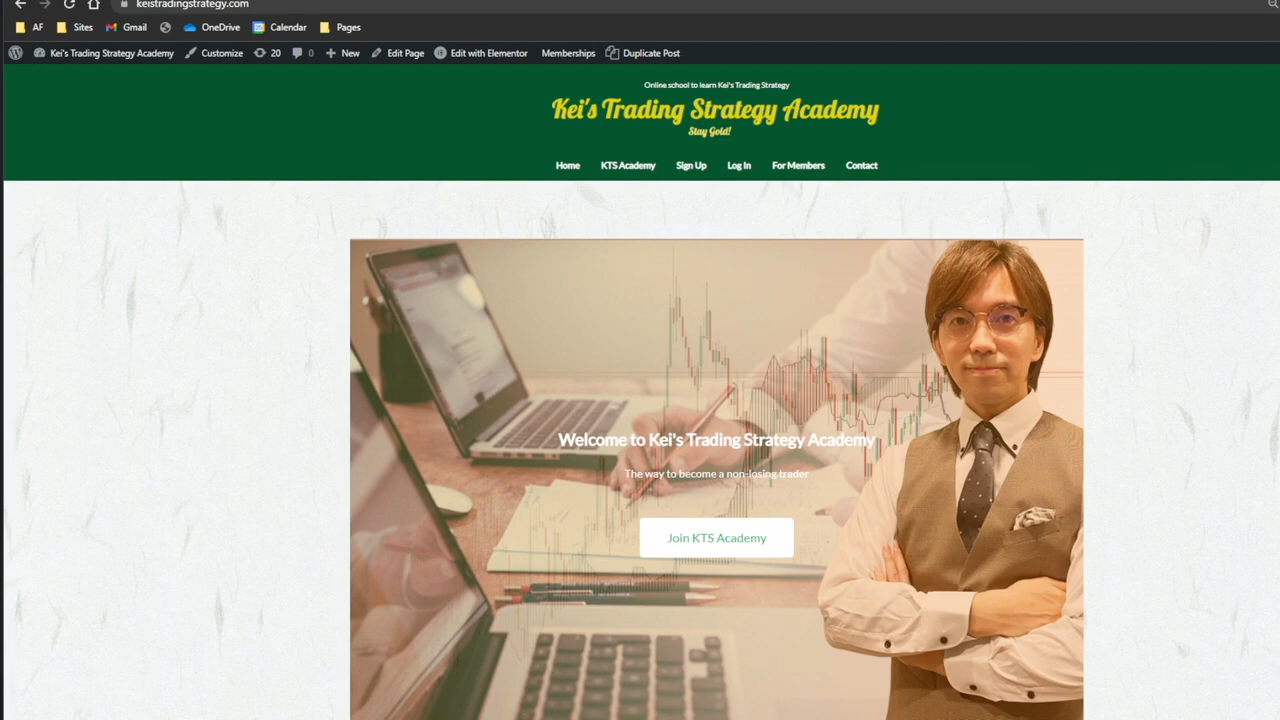 keistradingstrategy.com
AF Sites Gmail OneDrive Calendar Pages
Kei's Trading Strategy Academy Customize 20 0 New Edit Page Edit with Elementor Memberships Duplicate Post
Online school to learn Kei's Trading Strategy
Kei's Trading Strategy Academy
Stay Gold!
Home KTS Academy Sign Up Log In For Members Contact
Welcome to Kei's Trading Strategy Academy
The way to become a non-losing trader
Join KTS Academy